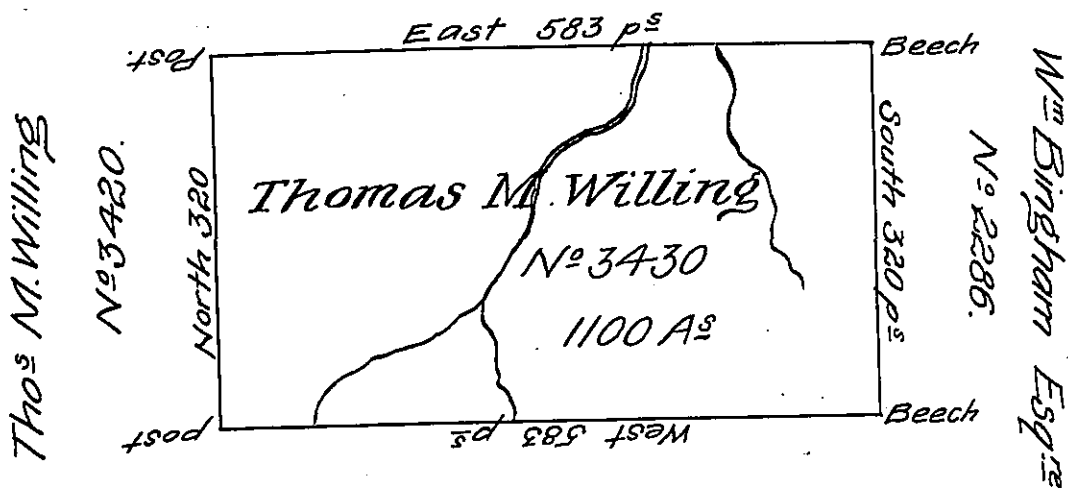 East 583 pˢ
Post.
Beech
Thoˢ M. Willing
Nº 3420.
North 320
Thomas M. Willing
Nº 3430
1100 Aˢ
South 320 pˢ
Nº 2286.
Wᵐ Bingham Esqʳᵉ
post
West 583 pˢ
Beech